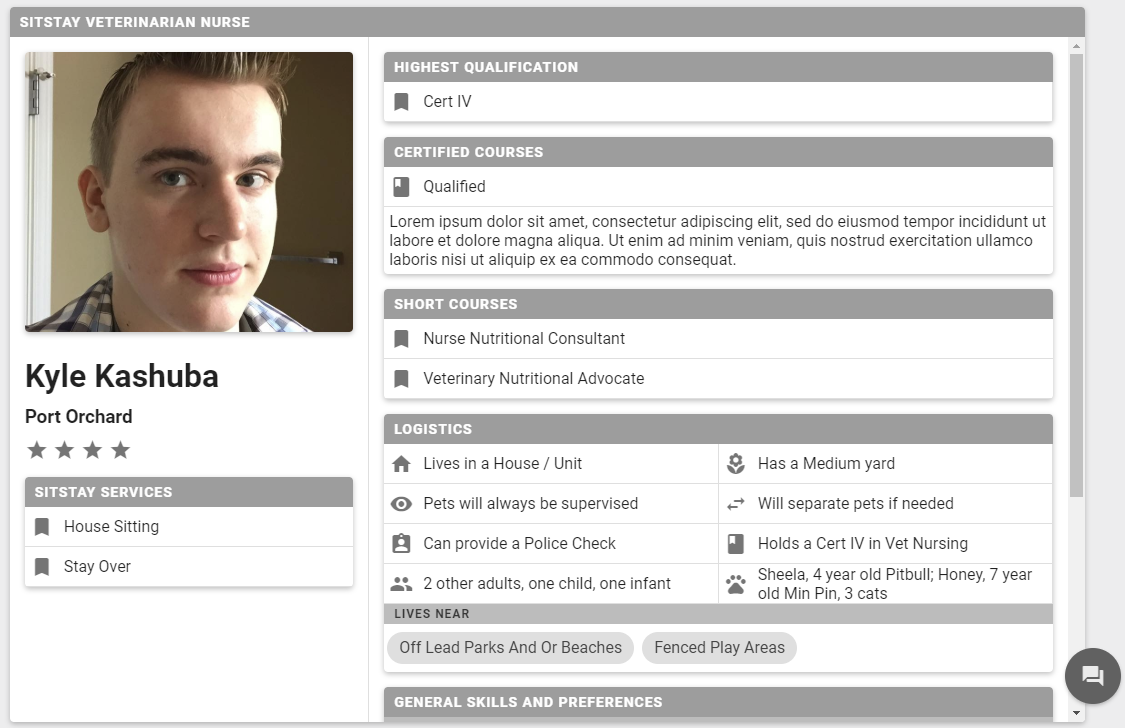 SITSTAY VETERINARIAN NURSE
Kyle Kashuba
Port Orchard
SITSTAY SERVICES
House Sitting
Stay Over
HIGHEST QUALIFICATION
Cert IV
CERTIFIED COURSES
Qualified
Lorem ipsum dolor sit amet, consectetur adipiscing elit, sed do eiusmod tempor incididunt ut
labore et dolore magna aliqua. Ut enim ad minim veniam, quis nostrud exercitation ullamco
laboris nisi ut aliquip ex ea commodo consequat.
SHORT COURSES
Nurse Nutritional Consultant
Veterinary Nutritional Advocate
LOGISTICS
Lives in a House / Unit
Has a Medium yard
Pets will always be supervised
Will separate pets if needed
Can provide a Police Check
Holds a Cert IV in Vet Nursing
2 other adults, one child, one infant
Sheela, 4 year old Pitbull; Honey, 7 year
old Min Pin, 3 cats
LIVES NEAR
Off Lead Parks And Or Beaches
Fenced Play Areas
GENERAL SKILLS AND PREFERENCES